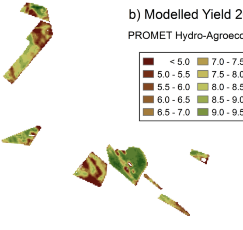 b) Modelled Yield 2
PROMET Hydro-Agroeco
< 5.0
7.0 - 7.5
5.0 - 5.5
7.5 - 8.0
5.5 - 6.0
8.0 - 8.5
6.0 - 6.5
8.5 - 9.0
6.5 - 7.0
9.0 - 9.5